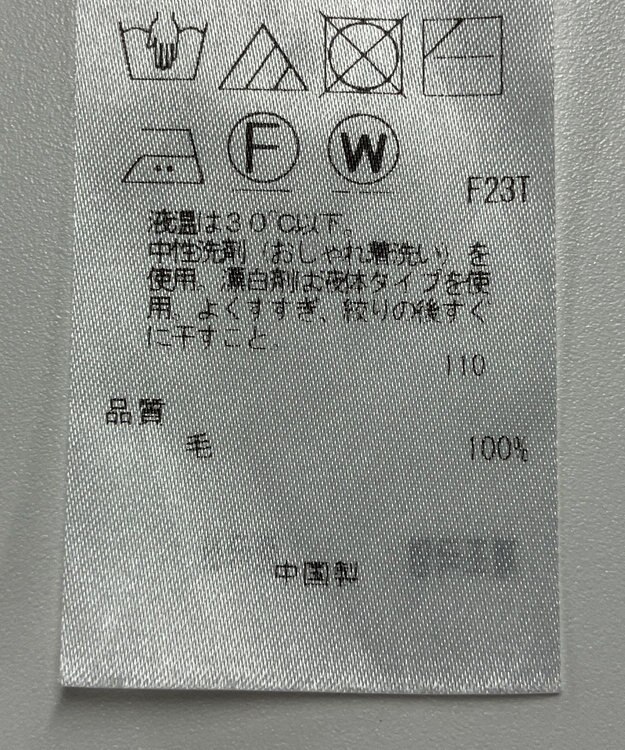 F W
F23T
液温は30℃以下。
中性洗剤（おしゃれ着洗い）を
使用。漂白剤は液体タイプを使
用。よくすすぎ、絞りの後すぐ
に干すこと。
110
品質
毛 100%
中国製